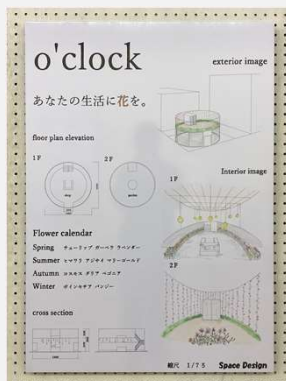 o'clock
exterior image
あなたの生活に花を。
floor plan elevation
1F 2F
shop garden
Interior image
1F
Flower calendar
Spring チューリップ ガーベラ ラベンダー
Summer ヒマワリ アジサイ マリーゴールド
Autumn コスモス ダリア ベゴニア
Winter ポインセチア パンジー
2F
cross section
縮尺 1/75 Space Design